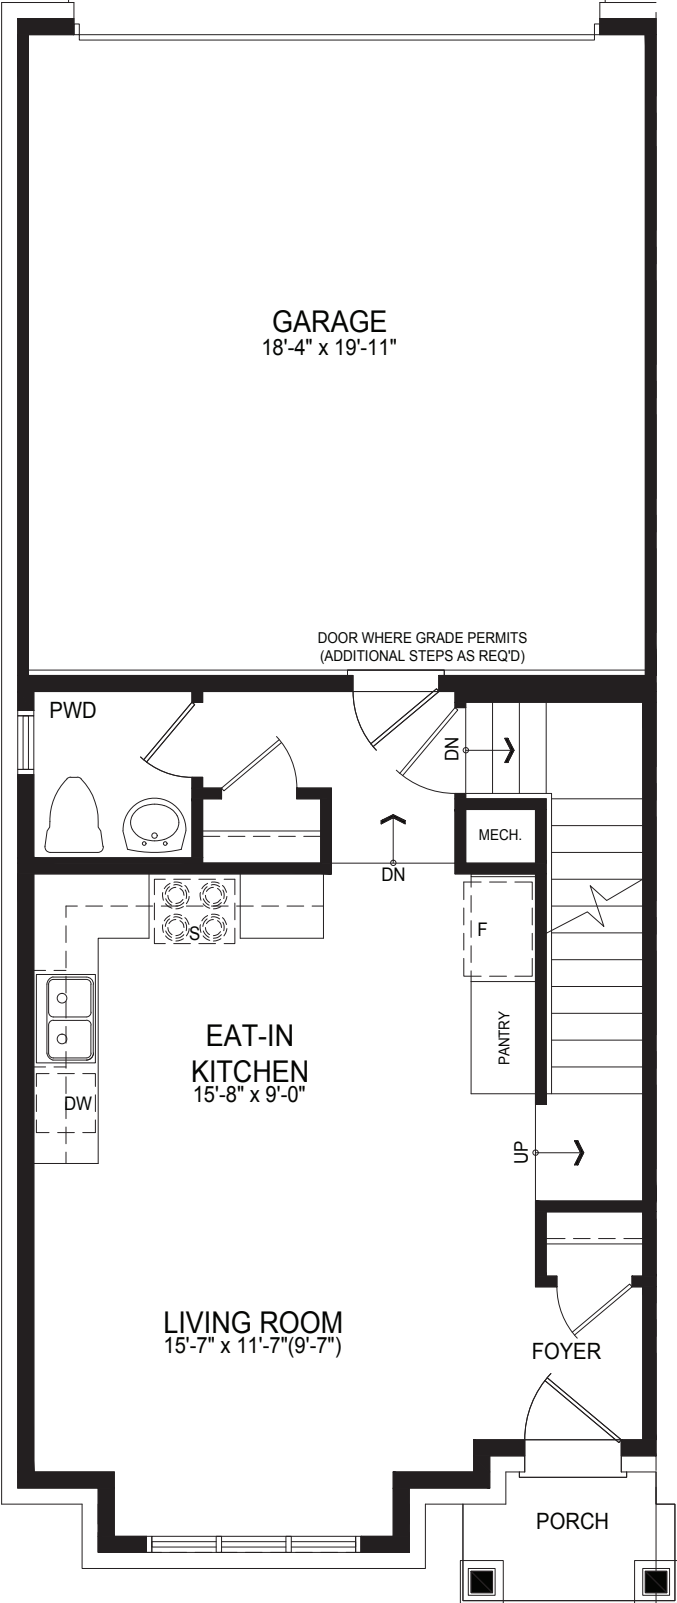 GARAGE
18'-4" x 19'-11"
DOOR WHERE GRADE PERMITS
(ADDITIONAL STEPS AS REQ'D)
PWD
DN
MECH.
DN
S
F
EAT-IN
KITCHEN
15'-8" x 9'-0"
PANTRY
DW
UP
LIVING ROOM
15'-7" x 11'-7"(9'-7")
FOYER
PORCH